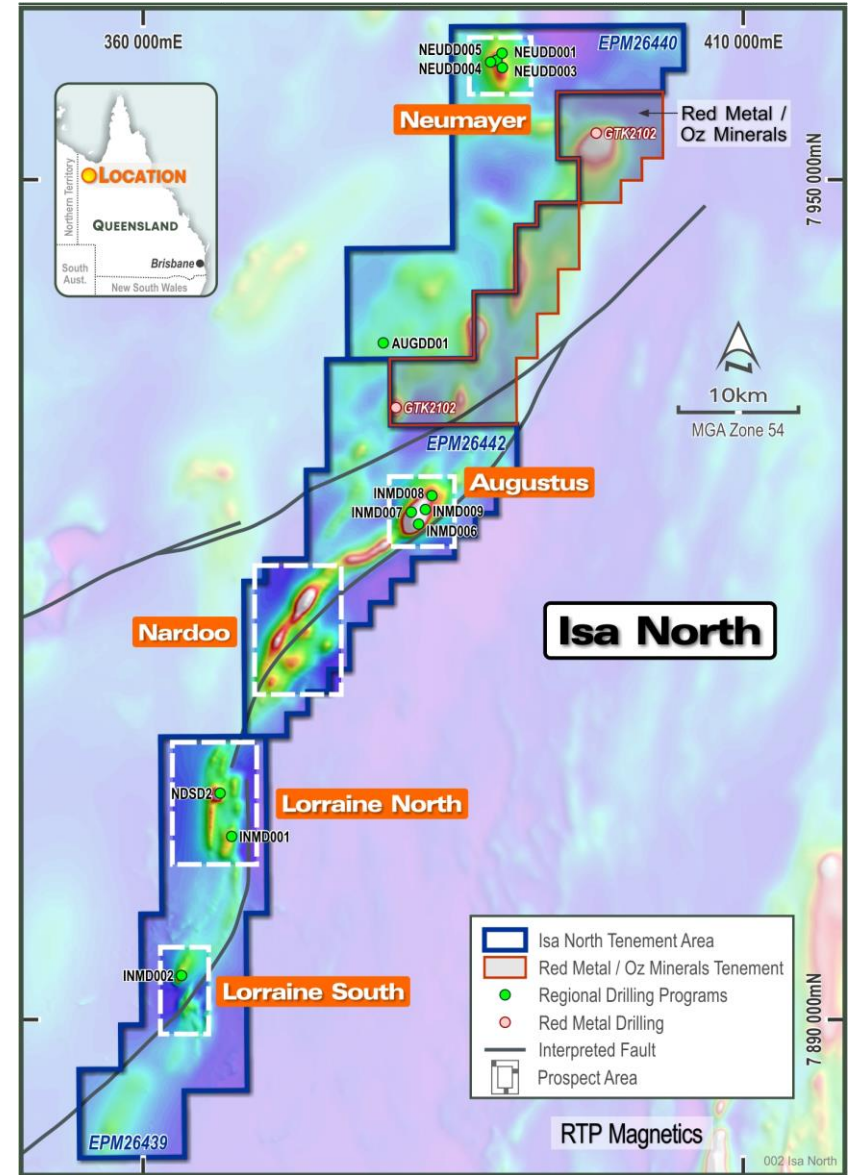 360 000mE
410 000mE
NEUDD005
NEUDD001
EPM26440
NEUDD004
NEUDD003
Neumayer
Red Metal /
Oz Minerals
GTK2102
7 950 000mN
LOCATION
Northern Territory
QUEENSLAND
Brisbane
South
Aust.
New South Wales
AUGDD01
N
10km
MGA Zone 54
GTK2102
EPM26442
Augustus
INMD008
INMD007
INMD009
INMD006
Nardoo
Isa North
NDSD2
Lorraine North
INMD001
INMD002
Lorraine South
Isa North Tenement Area
Red Metal / Oz Minerals Tenement
Regional Drilling Programs
Red Metal Drilling
Interpreted Fault
Prospect Area
7 890 000mN
EPM26439
RTP Magnetics
002 Isa North